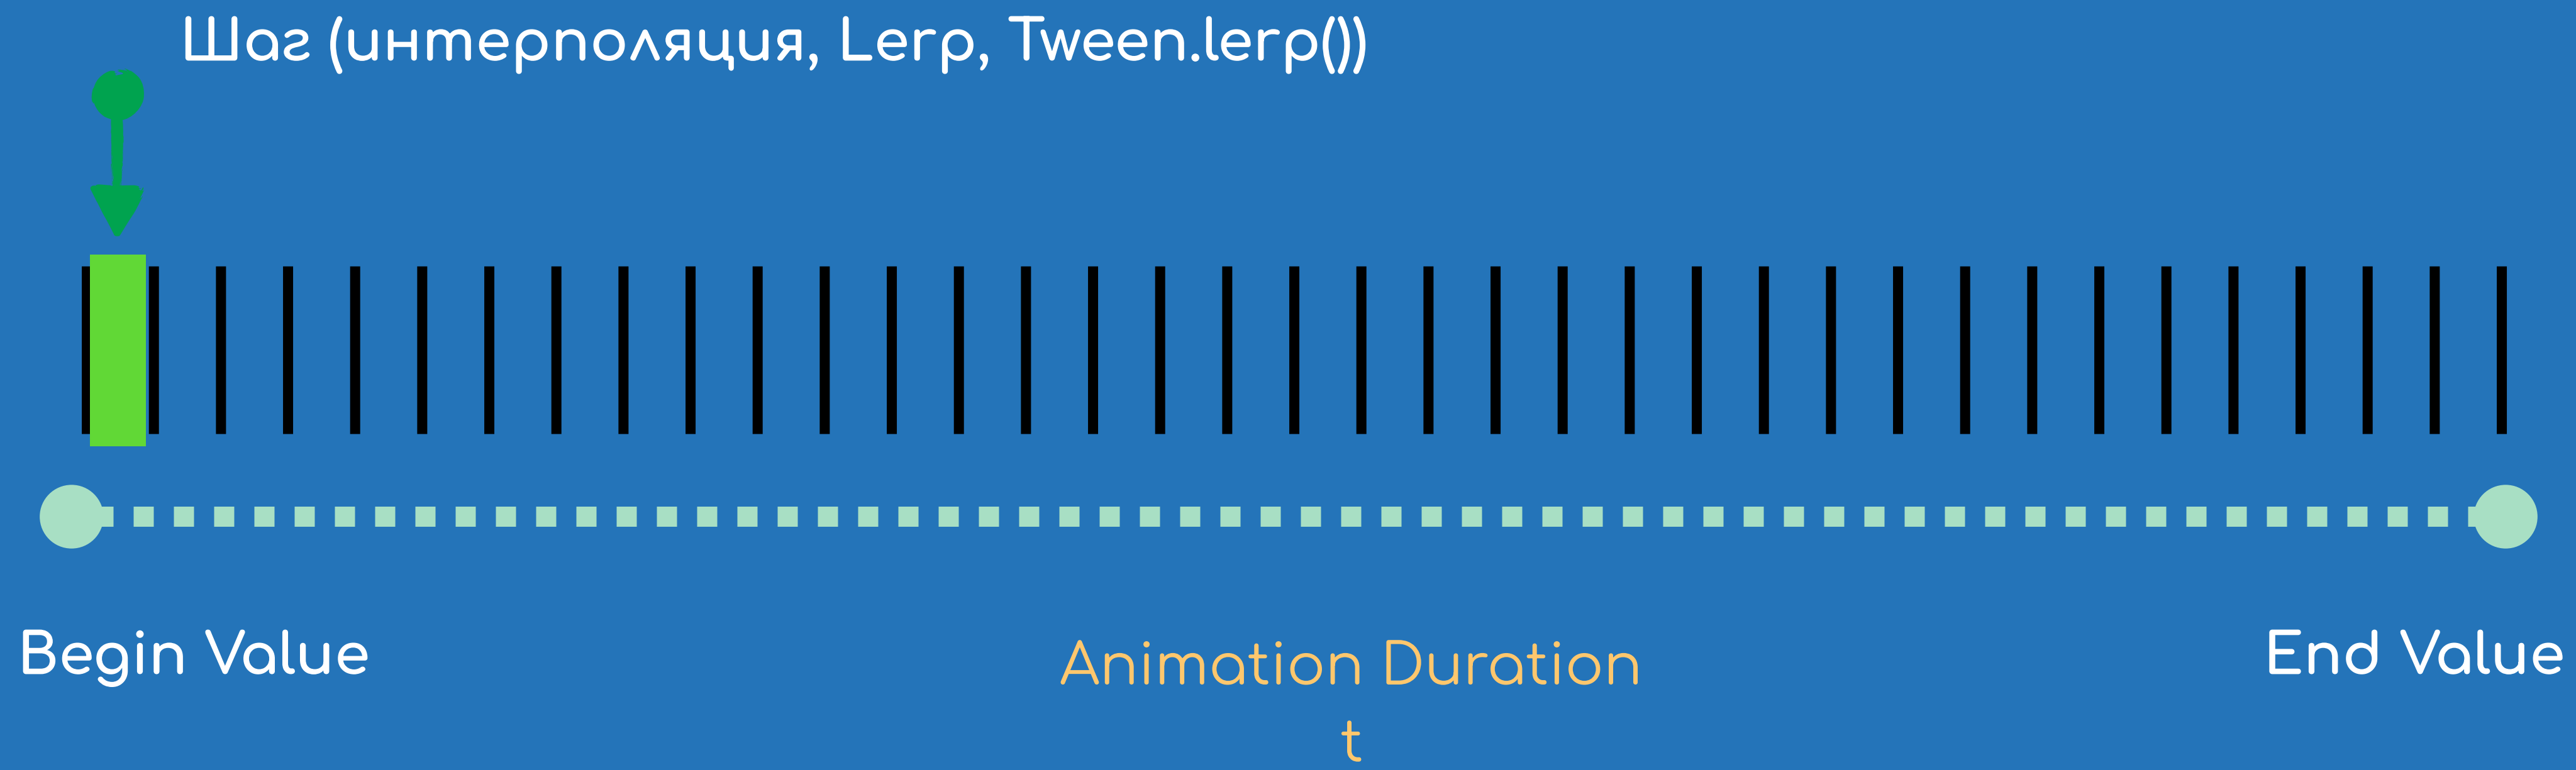 Шаг (интерполяция, Lerp, Tween.lerp())
Begin Value
Animation Duration
End Value
t